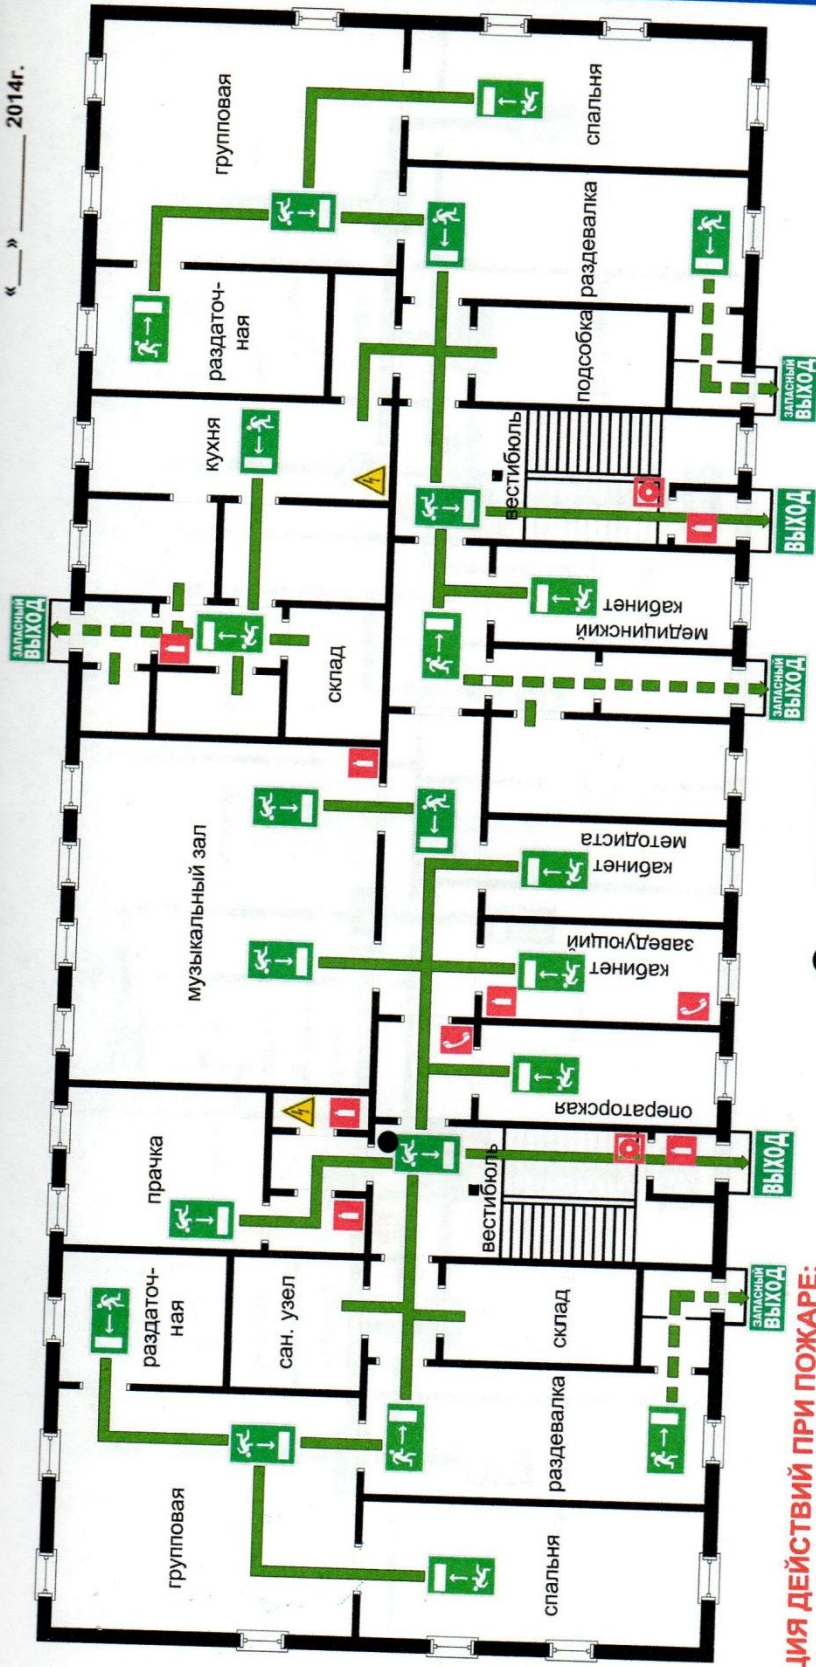 «___» ________ 2014г.
ЗАПАСНЫЙ
ВЫХОД
групповая
раздаточ-
ная
прачка
музыкальный зал
кухня
раздаточ-
ная
групповая
сан. узел
склад
спальня
раздевалка
склад
вестибюль
операторская
кабинет
заведующий
кабинет
методиста
медицинский
кабинет
вестибюль
подсобка
раздевалка
спальня
ЗАПАСНЫЙ
ВЫХОД
ВЫХОД
ЗАПАСНЫЙ
ВЫХОД
ВЫХОД
ЗАПАСНЫЙ
ВЫХОД
ЦИЯ ДЕЙСТВИЙ ПРИ ПОЖАРЕ: